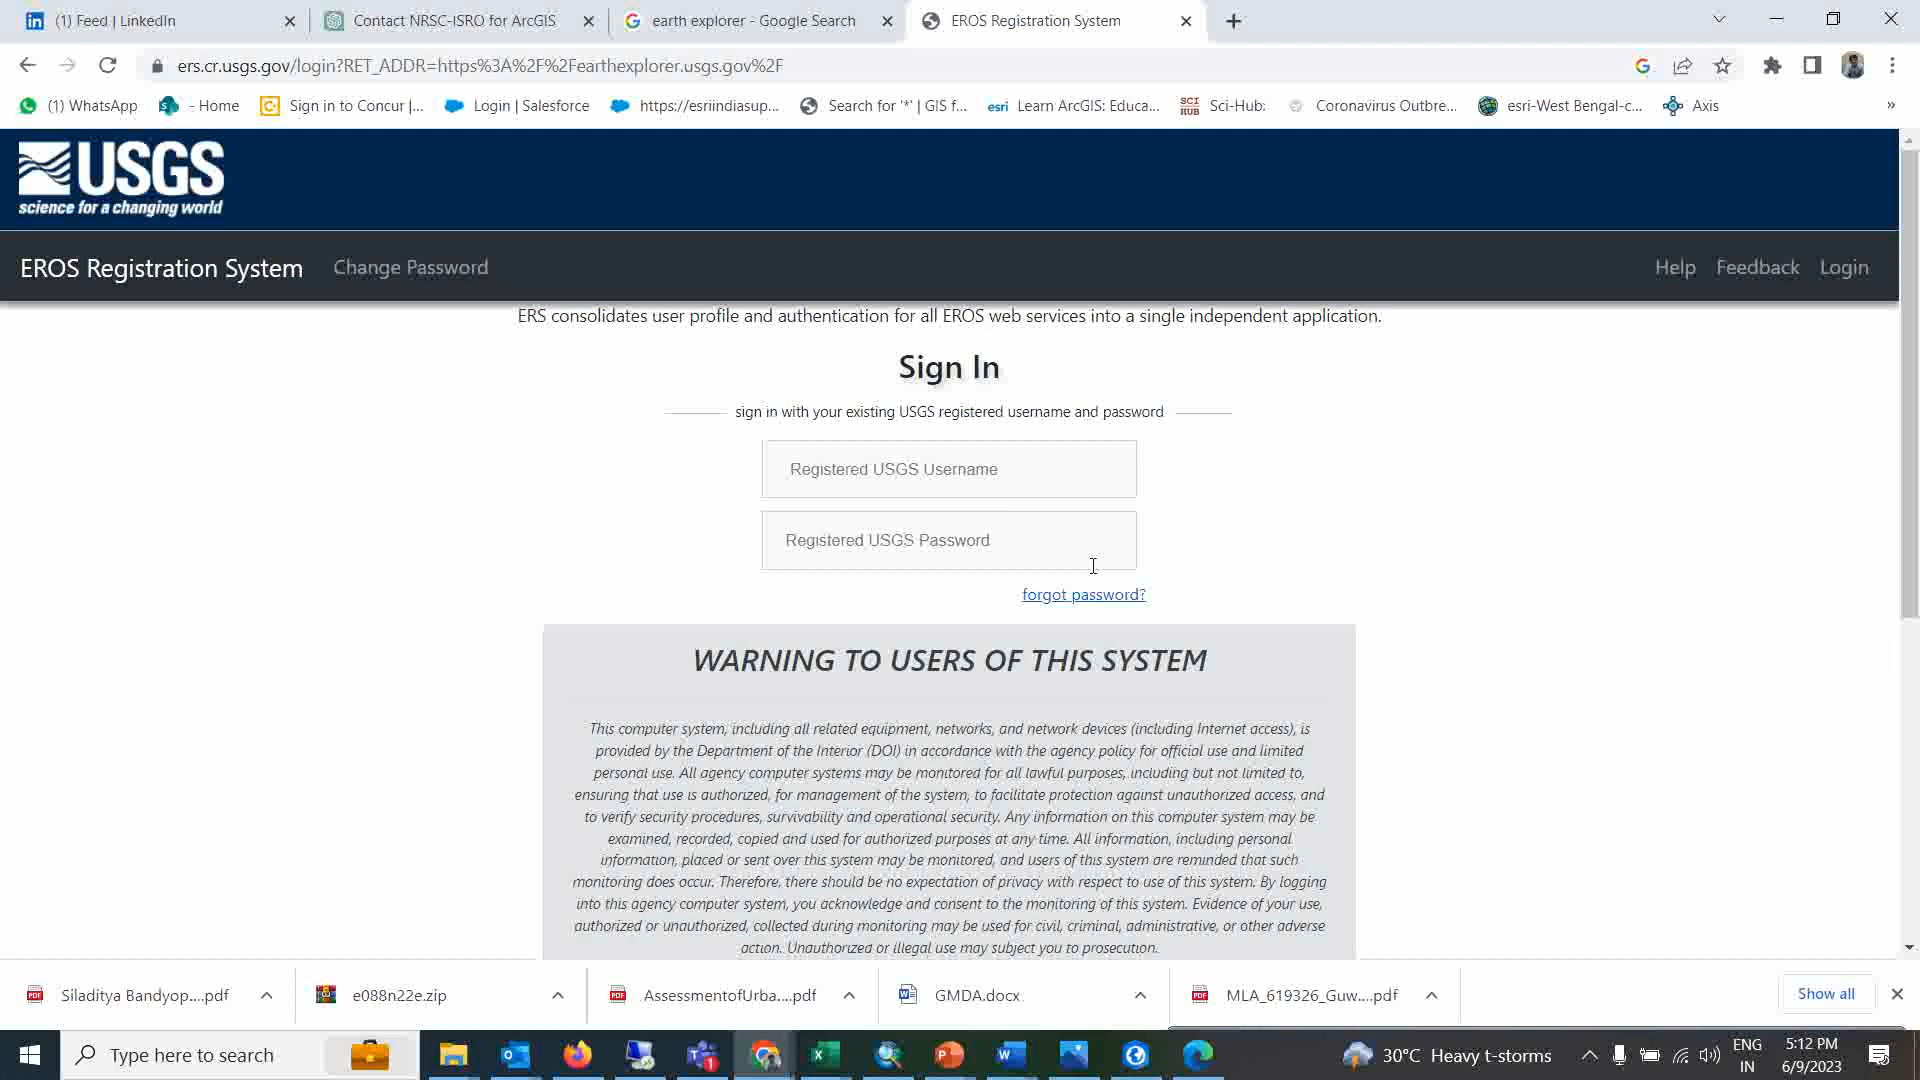 (1) Feed | LinkedIn
Contact NRSC-ISRO for ArcGIS
earth explorer - Google Search
EROS Registration System
ers.cr.usgs.gov/login?RET_ADDR=https%3A%2F%2Fearthexplorer.usgs.gov%2F
(1) WhatsApp
- Home
Sign in to Concur |...
Login | Salesforce
https://esriindiasup...
Search for '*' | GIS f...
esri Learn ArcGIS: Educa...
SCI HUB Sci-Hub:
Coronavirus Outbre...
esri-West Bengal-c...
Axis
»
USGS
science for a changing world
EROS Registration System
Change Password
Help
Feedback
Login
ERS consolidates user profile and authentication for all EROS web services into a single independent application.
Sign In
sign in with your existing USGS registered username and password
Registered USGS Username
Registered USGS Password
forgot password?
WARNING TO USERS OF THIS SYSTEM
This computer system, including all related equipment, networks, and network devices (including Internet access), is
provided by the Department of the Interior (DOI) in accordance with the agency policy for official use and limited
personal use. All agency computer systems may be monitored for all lawful purposes, including but not limited to,
ensuring that use is authorized, for management of the system, to facilitate protection against unauthorized access, and
to verify security procedures, survivability and operational security. Any information on this computer system may be
examined, recorded, copied and used for authorized purposes at any time. All information, including personal
information, placed or sent over this system may be monitored, and users of this system are reminded that such
monitoring does occur. Therefore, there should be no expectation of privacy with respect to use of this system. By logging
into this agency computer system, you acknowledge and consent to the monitoring of this system. Evidence of your use,
authorized or unauthorized, collected during monitoring may be used for civil, criminal, administrative, or other adverse
action. Unauthorized or illegal use may subject you to prosecution.
Siladitya Bandyop....pdf
e088n22e.zip
AssessmentofUrba....pdf
GMDA.docx
MLA_619326_Guw....pdf
Show all
Type here to search
30°C Heavy t-storms
ENG
IN
5:12 PM
6/9/2023